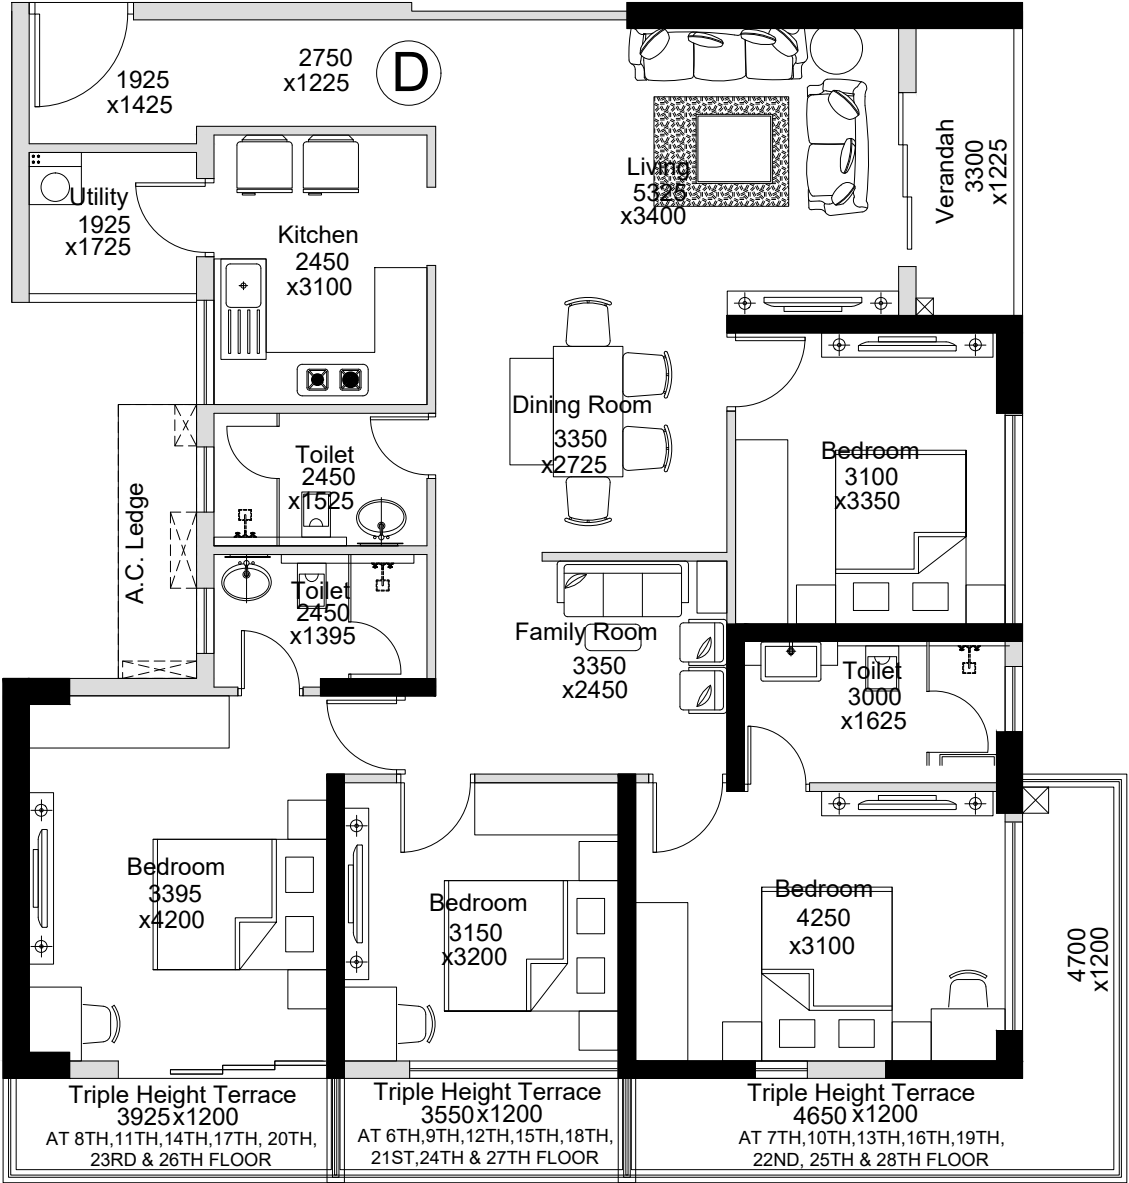 1925
x1425
2750
x1225
D
Living
5325
x3400
Verandah
3300
x1225
Utility
1925
x1725
Kitchen
2450
x3100
Dining Room
3350
x2725
Bedroom
3100
x3350
Toilet
2450
x1525
A.C. Ledge
Toilet
2450
x1395
Family Room
3350
x2450
Toilet
3000
x1625
Bedroom
3395
x4200
Bedroom
3150
x3200
Bedroom
4250
x3100
4700
x1200
Triple Height Terrace
3925x1200
AT 8TH,11TH,14TH,17TH, 20TH,
23RD & 26TH FLOOR
Triple Height Terrace
3550x1200
AT 6TH,9TH,12TH,15TH,18TH,
21ST,24TH & 27TH FLOOR
Triple Height Terrace
4650 x1200
AT 7TH,10TH,13TH,16TH,19TH,
22ND, 25TH & 28TH FLOOR